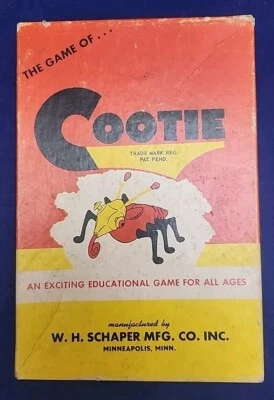 THE GAME OF...
COOTIE
TRADE MARK REG.
PAT. PEND.
AN EXCITING EDUCATIONAL GAME FOR ALL AGES
manufactured by
W. H. SCHAPER MFG. CO. INC.
MINNEAPOLIS, MINN.